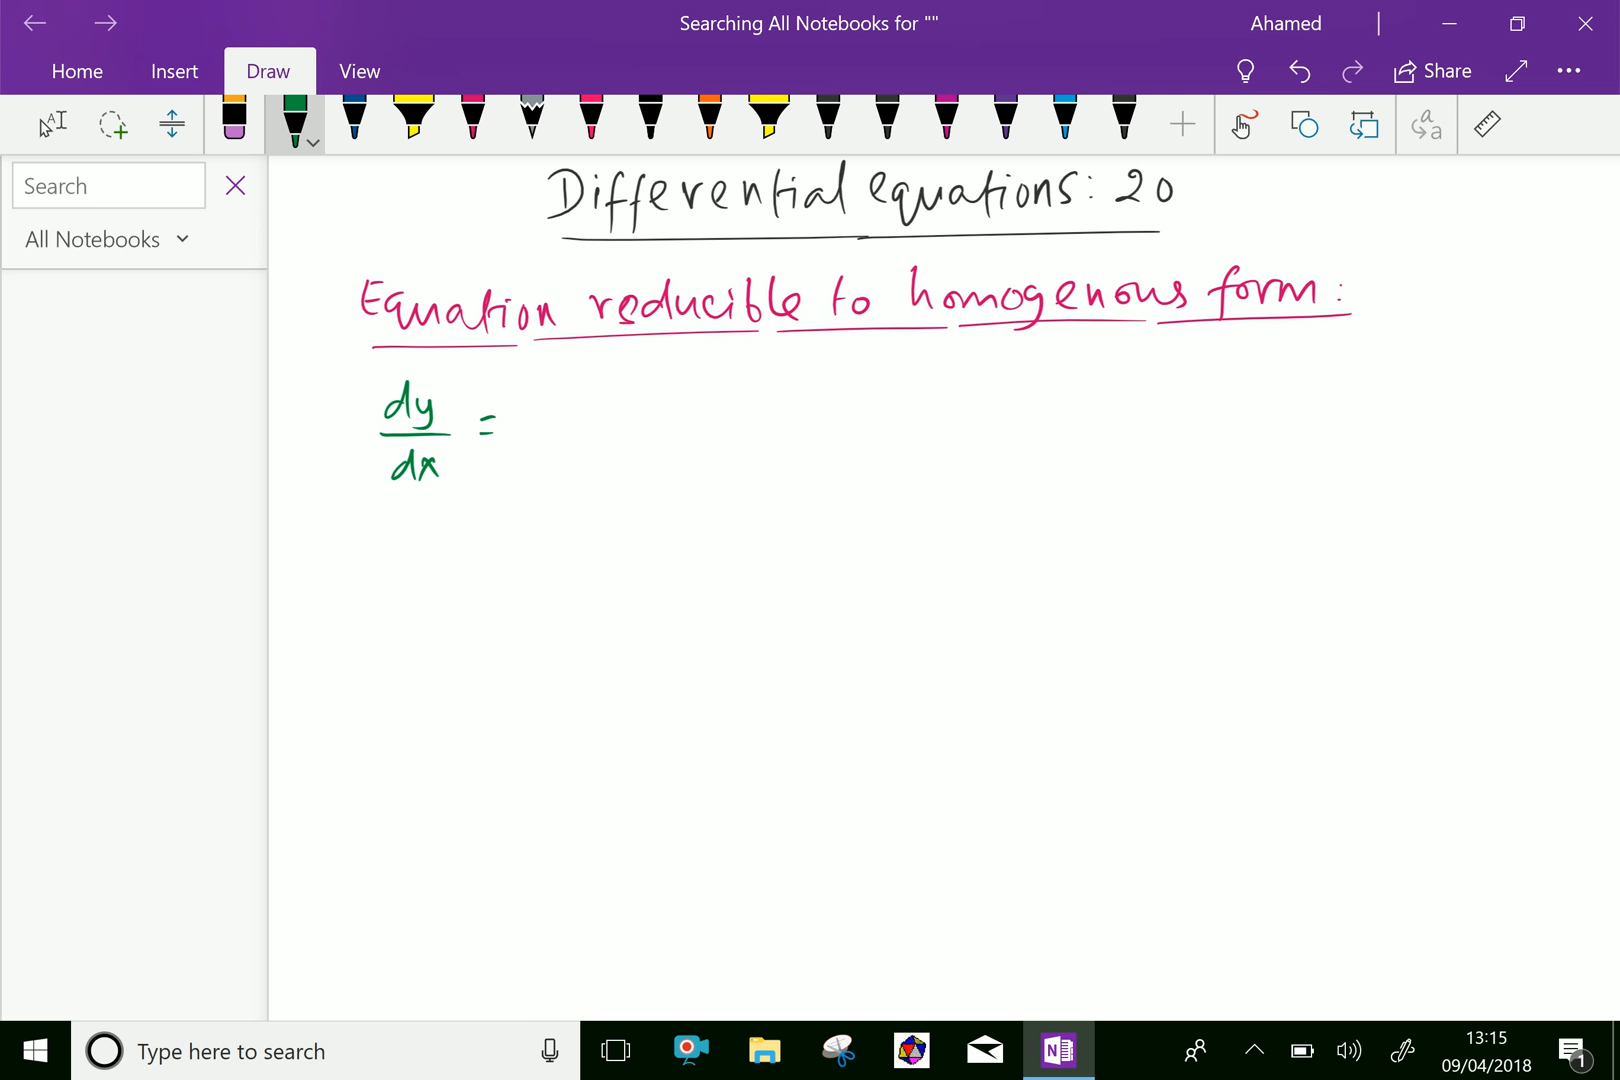 Searching All Notebooks for ""
Ahamed
Home Insert Draw View
Share
Search
All Notebooks
Differential equations: 20
Equation reducible to homogenous form:
dy
dx =
Type here to search
13:15
09/04/2018
1